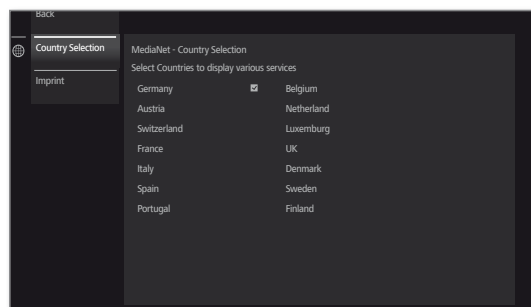 Back
Country Selection
Imprint
MediaNet - Country Selection
Select Countries to display various services
Germany Belgium
Austria Netherland
Switzerland Luxemburg
France UK
Italy Denmark
Spain Sweden
Portugal Finland